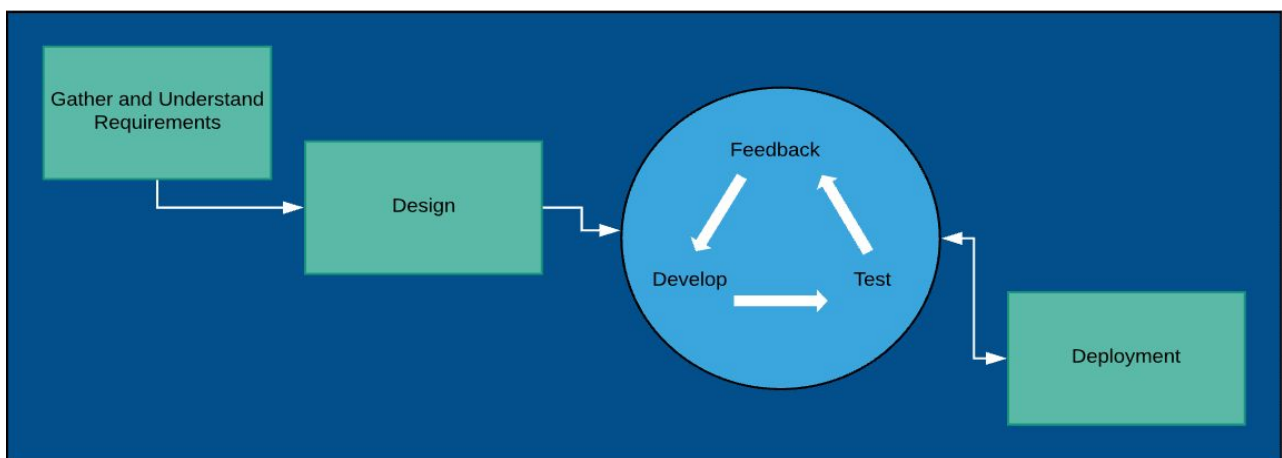 Gather and Understand
Requirements
Design
Feedback
Develop
Test
Deployment